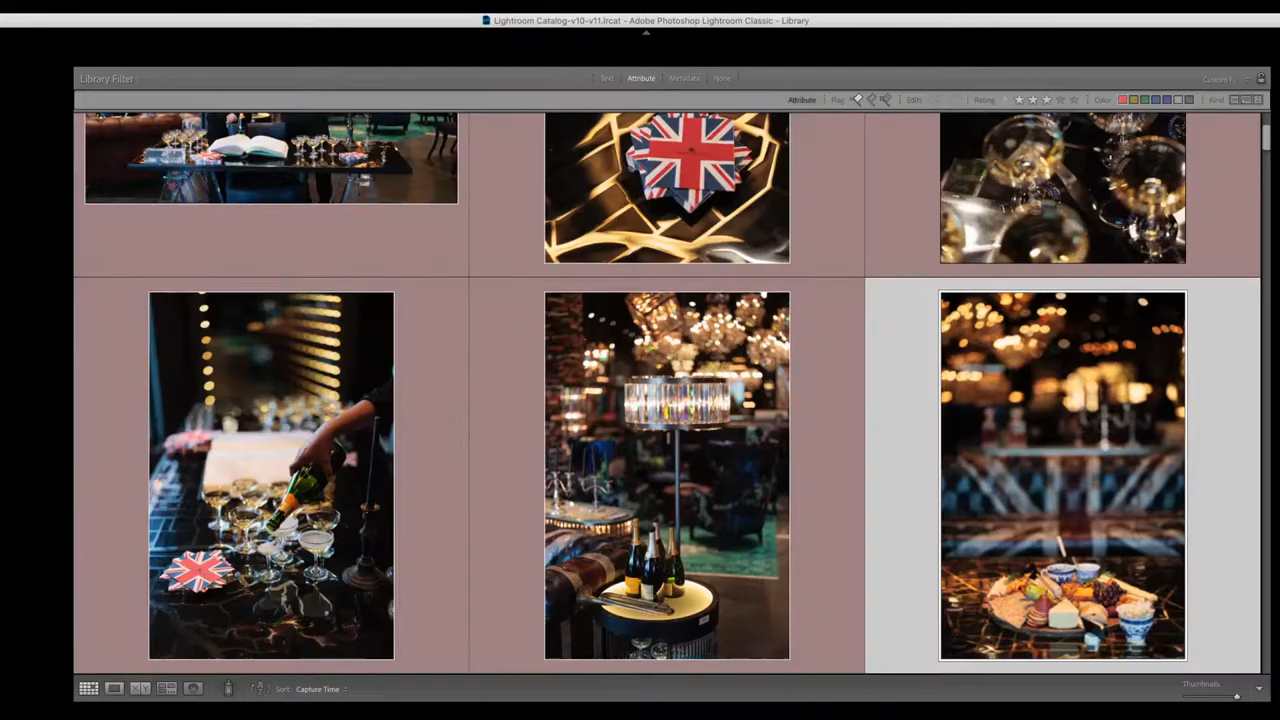 Lightroom Catalog-v10-v11.lrcat - Adobe Photoshop Lightroom Classic - Library
Library Filter : Text Attribute Metadata None Custom F...
Attribute Flag Edits Rating Color Kind
Sort: Capture Time Thumbnails